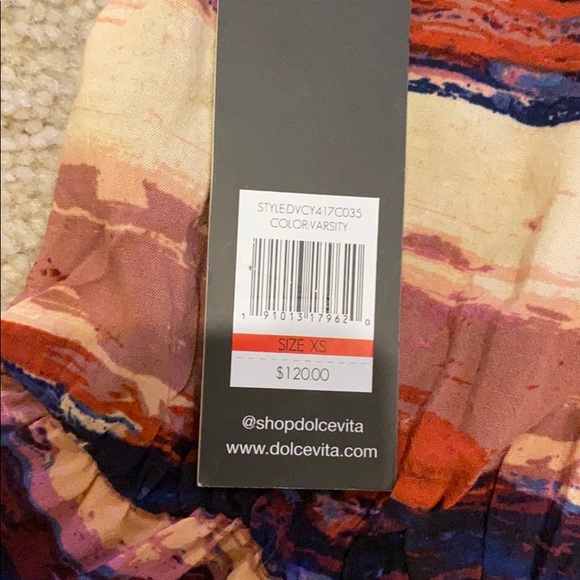 STYLE:DVCY417C035
COLOR:VARSITY
1 91013 17962 0
SIZE XS
$120.00
@shopdolcevita
www.dolcevita.com